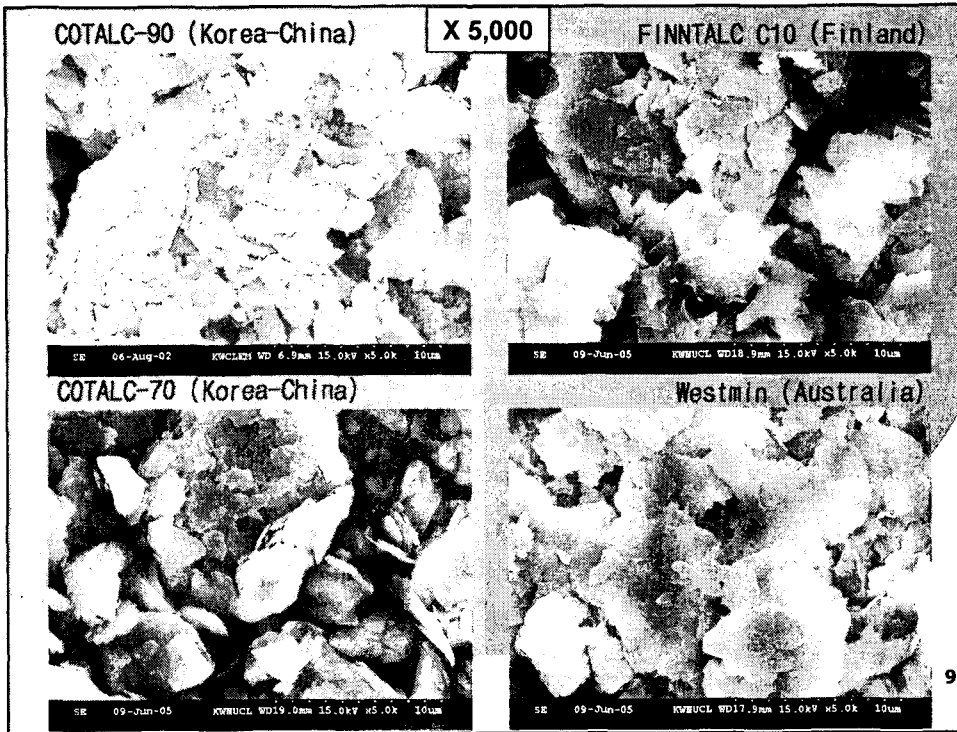 X 5,000
COTALC-90 (Korea-China)
FINNTALC C10 (Finland)
SE 06-Aug-02 KWCLEM WD 6.9mm 15.0kV x5.0k 10um
SE 09-Jun-05 KWWUCL WD18.9mm 15.0kV x5.0k 10um
COTALC-70 (Korea-China)
Westmin (Australia)
SE 09-Jun-05 KWWUCL WD19.0mm 15.0kV x5.0k 10um
SE 09-Jun-05 KWWUCL WD17.9mm 15.0kV x5.0k 10um
9